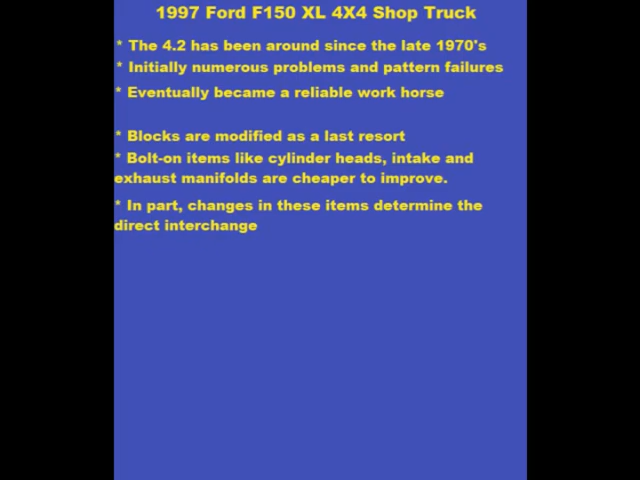 1997 Ford F150 XL 4X4 Shop Truck
* The 4.2 has been around since the late 1970's
* Initially numerous problems and pattern failures
* Eventually became a reliable work horse
* Blocks are modified as a last resort
* Bolt-on items like cylinder heads, intake and
exhaust manifolds are cheaper to improve.
* In part, changes in these items determine the
direct interchange